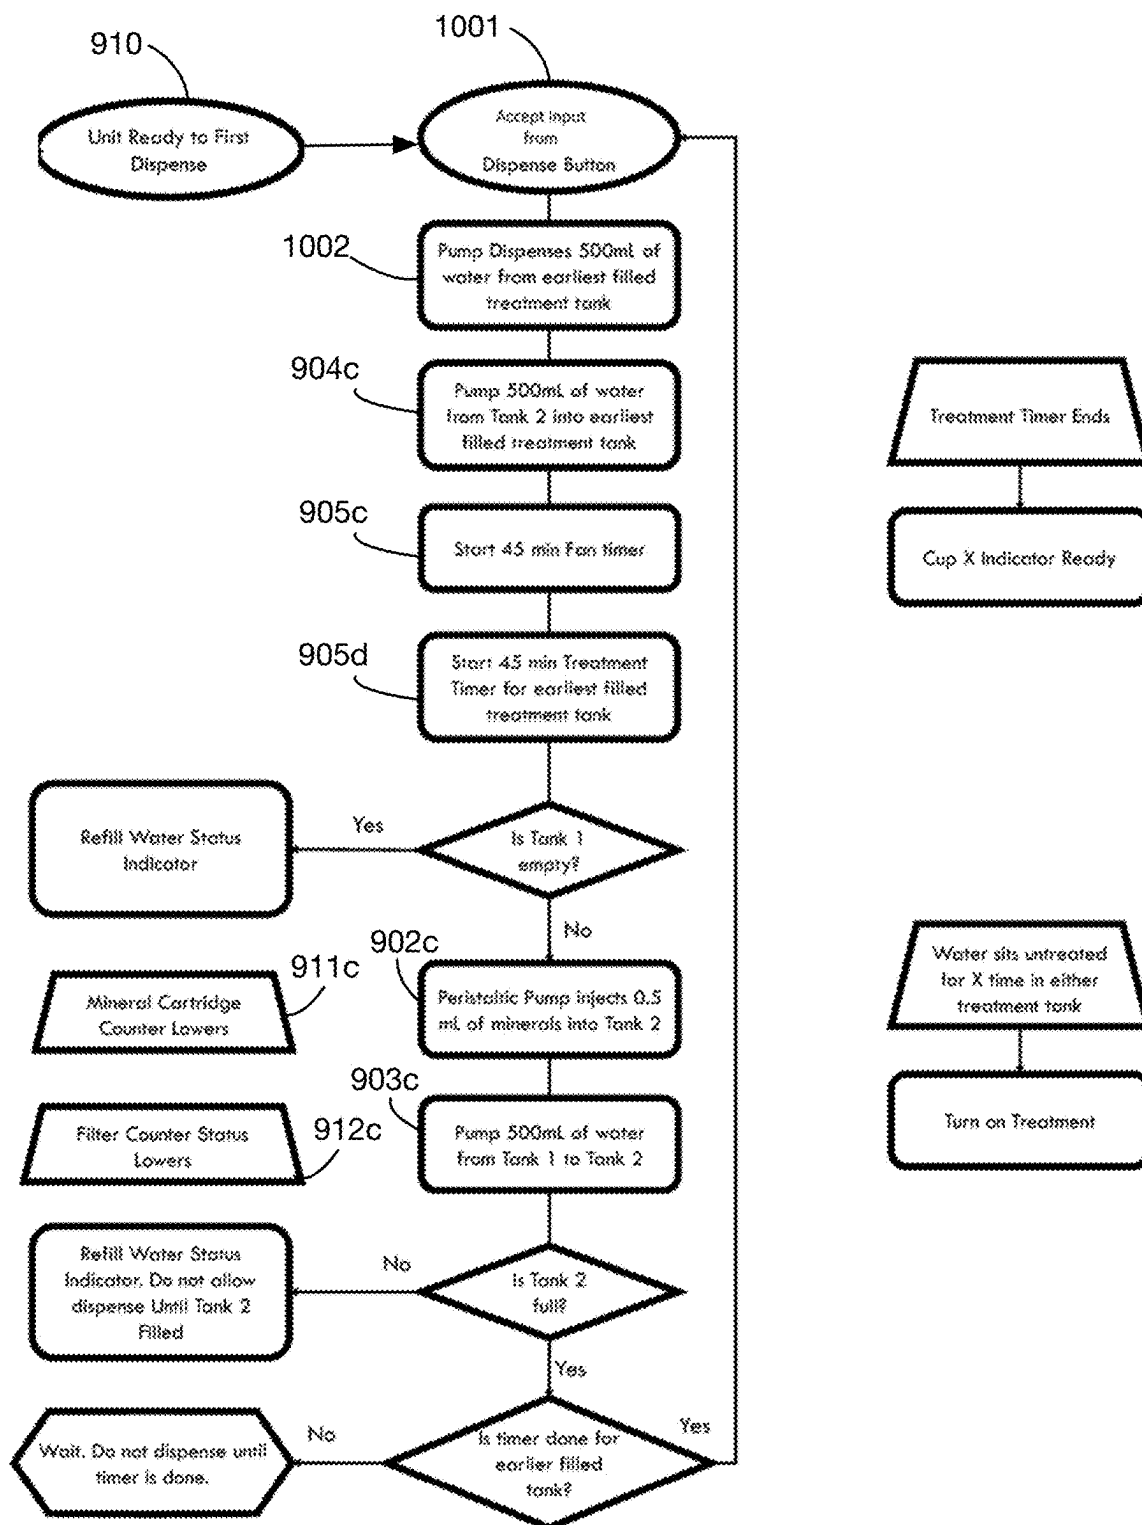 910
1001
Unit Ready to First
Dispense
Accept Input
from
Dispense Button
1002
Pump Dispenses 500mL of
water from earliest filled
treatment tank
904c
Pump 500mL of water
from Tank 2 into earliest
filled treatment tank
Treatment Timer Ends
905c
Start 45 min Fan timer
Cup X Indicator Ready
905d
Start 45 min Treatment
Timer for earliest filled
treatment tank
Refill Water Status
Indicator
Yes
Is Tank 1
empty?
No
902c
911c
Mineral Cartridge
Counter Lowers
Peristaltic Pump injects 0.5
mL of minerals into Tank 2
Water sits untreated
for X time in either
treatment tank
903c
Filter Counter Status
Lowers
912c
Pump 500mL of water
from Tank 1 to Tank 2
Turn on Treatment
Refill Water Status
Indicator. Do not allow
dispense Until Tank 2
Filled
No
Is Tank 2
full?
Yes
Wait. Do not dispense until
timer is done.
No
Is timer done for
earlier filled
tank?
Yes